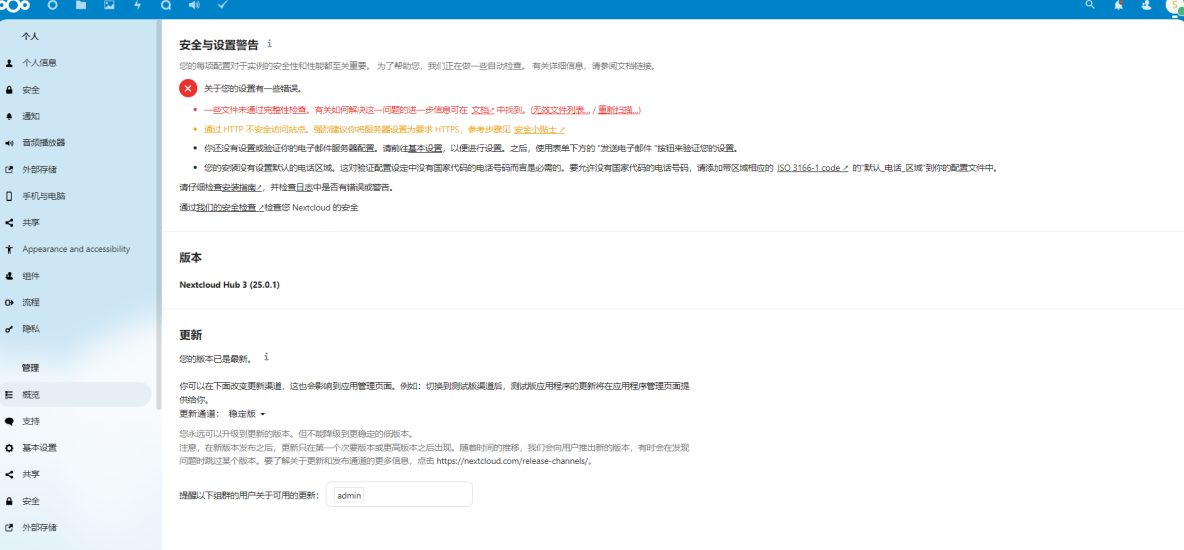 个人
个人信息
安全
通知
音频播放器
外部存储
手机与电脑
共享
Appearance and accessibility
组件
流程
隐私
管理
概览
支持
基本设置
共享
安全
外部存储
安全与设置警告
您的每项配置对于实例的安全性和性能都至关重要。 为了帮助您，我们正在做一些自动检查。 有关详细信息，请参阅文档链接。
关于您的设置有一些错误。
一些文件未通过完整性检查。有关如何解决这一问题的进一步信息可在 文档↗ 中找到。(无效文件列表… / 重新扫描…)
通过 HTTP 不安全访问站点。强烈建议你将服务器设置为要求 HTTPS，参考步骤见 安全小贴士 ↗
你还没有设置或验证你的电子邮件服务器配置。请前往基本设置，以便进行设置。之后，使用表单下方的 "发送电子邮件 "按钮来验证您的设置。
您的安装没有设置默认的电话区域。这对验证配置设定中没有国家代码的电话号码而言是必需的。要允许没有国家代码的电话号码，请添加带区域相应的 ISO 3166-1 code ↗ 的"默认_电话_区域"到你的配置文件中。
请仔细检查安装指南↗，并检查日志中是否有错误或警告。
通过我们的安全检查 ↗检查您 Nextcloud 的安全
版本
Nextcloud Hub 3 (25.0.1)
更新
您的版本已是最新。
你可以在下面改变更新渠道，这也会影响到应用管理页面。例如：切换到测试版渠道后，测试版应用程序的更新将在应用程序管理页面提
供给你。
更新通道： 稳定版
您永远可以升级到更新的版本。但不能降级到更稳定的低版本。
注意，在新版本发布之后，更新只在第一个次要版本或更高版本之后出现。随着时间的推移，我们会向用户推出新的版本，有时会在发现
问题时跳过某个版本。要了解关于更新和发布通道的更多信息，点击 https://nextcloud.com/release-channels/。
提醒以下组群的用户关于可用的更新： admin